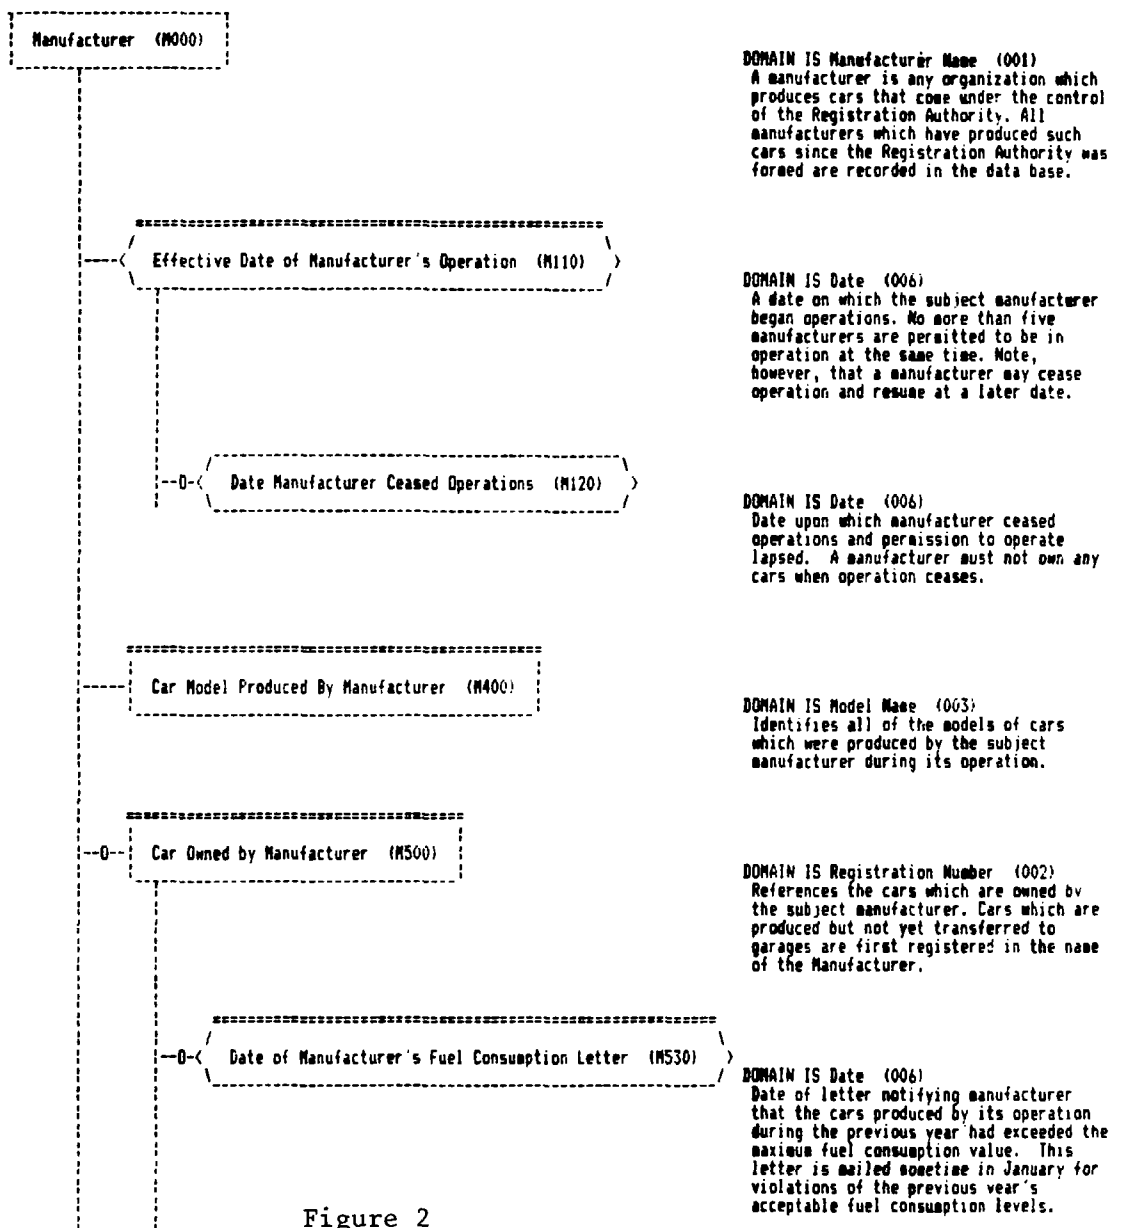 Manufacturer (M000)
DOMAIN IS Manufacturer Name (001)
A manufacturer is any organization which
produces cars that come under the control
of the Registration Authority. All
manufacturers which have produced such
cars since the Registration Authority was
formed are recorded in the data base.
Effective Date of Manufacturer's Operation (M110)
DOMAIN IS Date (006)
A date on which the subject manufacturer
began operations. No more than five
manufacturers are permitted to be in
operation at the same time. Note,
however, that a manufacturer may cease
operation and resume at a later date.
Date Manufacturer Ceased Operations (M120)
DOMAIN IS Date (006)
Date upon which manufacturer ceased
operations and permission to operate
lapsed. A manufacturer must not own any
cars when operation ceases.
Car Model Produced By Manufacturer (M400)
DOMAIN IS Model Name (003)
Identifies all of the models of cars
which were produced by the subject
manufacturer during its operation.
Car Owned by Manufacturer (M500)
DOMAIN IS Registration Number (002)
References the cars which are owned by
the subject manufacturer. Cars which are
produced but not yet transferred to
garages are first registered in the name
of the Manufacturer.
Date of Manufacturer's Fuel Consumption Letter (M530)
DOMAIN IS Date (006)
Date of letter notifying manufacturer
that the cars produced by its operation
during the previous year had exceeded the
maximum fuel consumption value. This
letter is mailed sometime in January for
violations of the previous year's
acceptable fuel consumption levels.
Figure 2